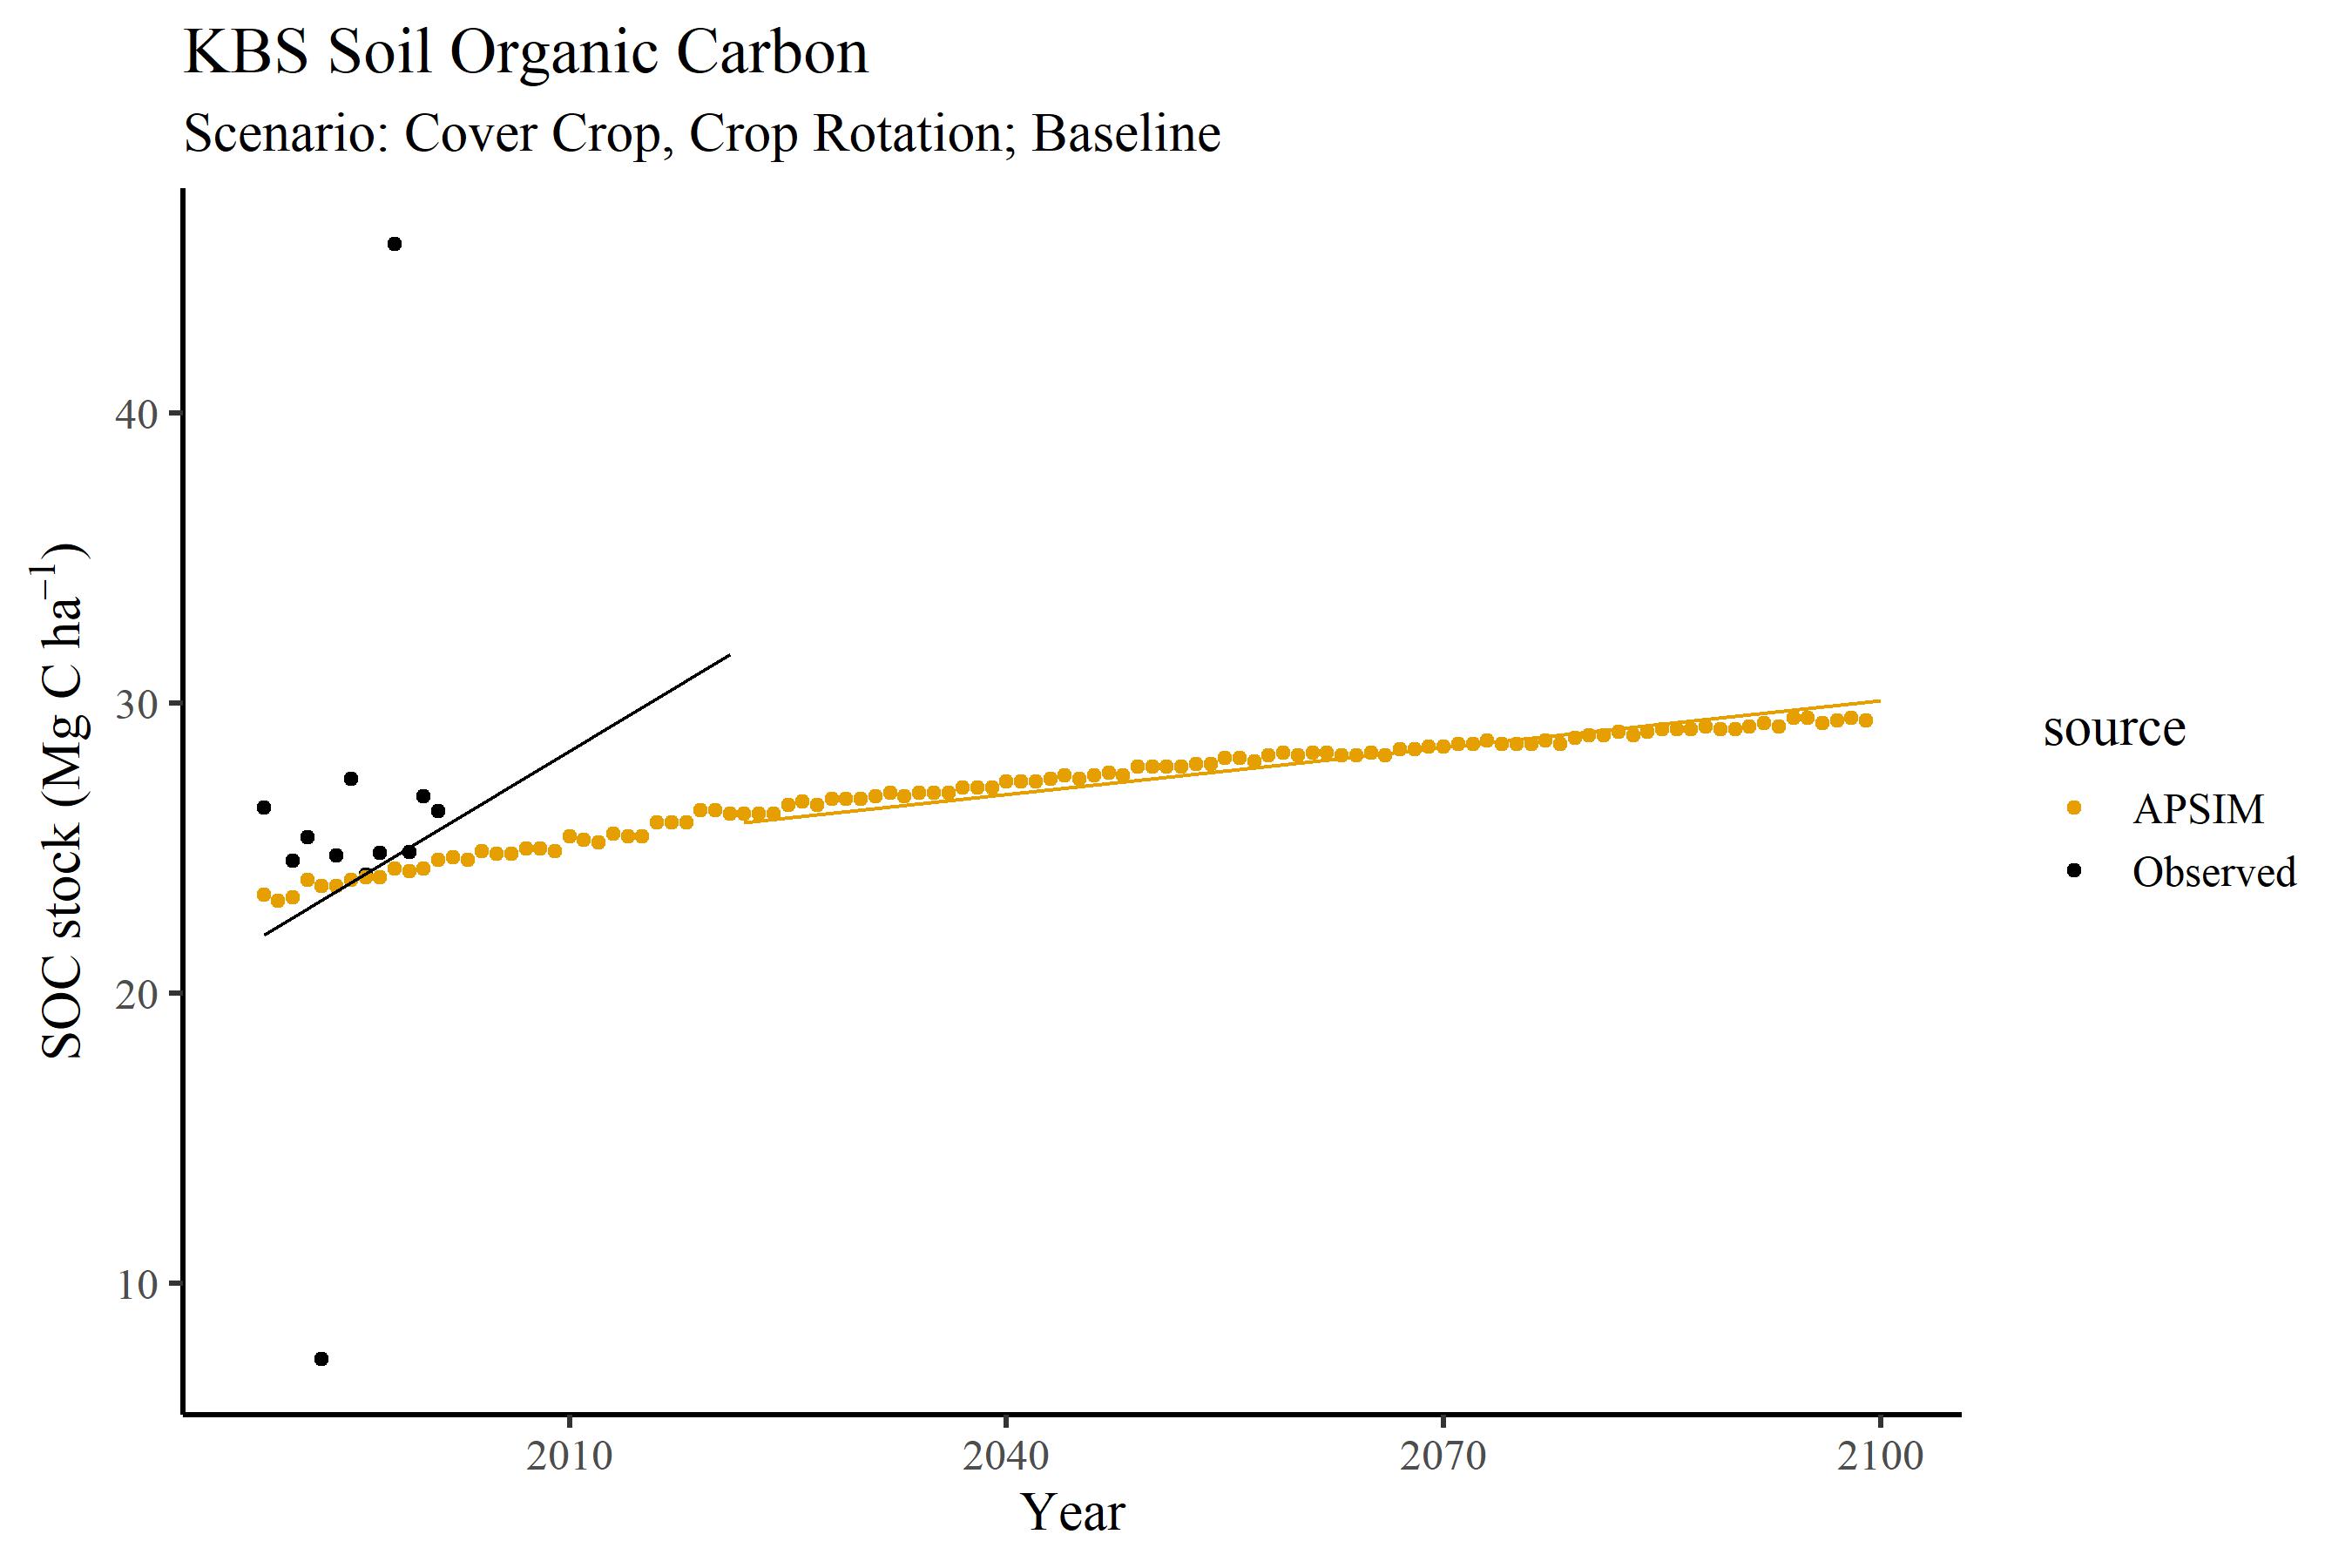 KBS Soil Organic Carbon
Scenario: Cover Crop, Crop Rotation; Baseline
SOC stock (Mg C ha⁻¹)
40
30
20
10
2010 2040 2070 2100
Year
source
APSIM
Observed